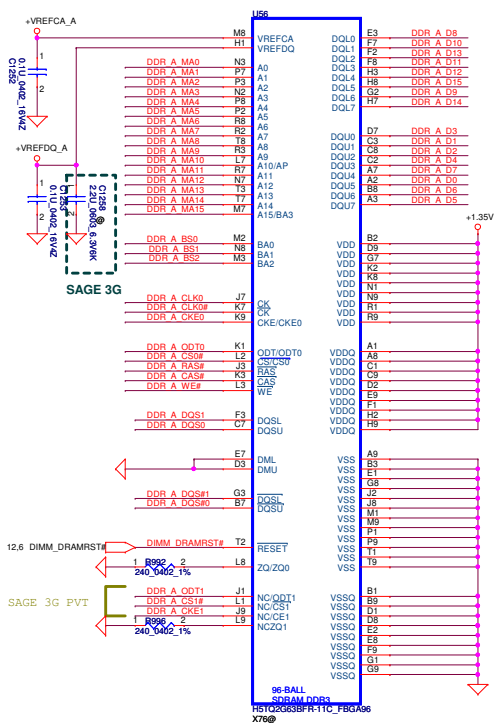 U56
+VREFCA_A
M8 VREFCA
H1 VREFDQ
0.1U_0402_16V4Z
C1252
1
2
DDR_A_MA0 N3 A0
DDR_A_MA1 P7 A1
DDR_A_MA2 P3 A2
DDR_A_MA3 N2 A3
DDR_A_MA4 P8 A4
DDR_A_MA5 P2 A5
DDR_A_MA6 R8 A6
DDR_A_MA7 R2 A7
DDR_A_MA8 T8 A8
DDR_A_MA9 R3 A9
DDR_A_MA10 L7 A10/AP
DDR_A_MA11 R7 A11
DDR_A_MA12 N7 A12
DDR_A_MA13 T3 A13
DDR_A_MA14 T7 A14
DDR_A_MA15 M7 A15/BA3
+VREFDQ_A
1
2
0.1U_0402_16V4Z
1
2
C1258
2.2U_0603_6.3V6K
@
SAGE 3G
DDR_A_BS0 M2 BA0
DDR_A_BS1 N8 BA1
DDR_A_BS2 M3 BA2
DDR_A_CLK0 J7 CK
DDR_A_CLK0# K7 CK
DDR_A_CKE0 K9 CKE/CKE0
DDR_A_ODT0 K1 ODT/ODT0
DDR_A_CS0# L2 CS/CS0
DDR_A_RAS# J3 RAS
DDR_A_CAS# K3 CAS
DDR_A_WE# L3 WE
DDR_A_DQS1 F3 DQSL
DDR_A_DQS0 C7 DQSU
E7 DML
D3 DMU
DDR_A_DQS#1 G3 DQSL
DDR_A_DQS#0 B7 DQSU
12,6 DIMM_DRAMRST# DIMM_DRAMRST# T2 RESET
1 R992 2 L8 ZQ/ZQ0
240_0402_1%
SAGE 3G PVT
DDR_A_ODT1 J1 NC/ODT1
DDR_A_CS1# L1 NC/CS1
DDR_A_CKE1 J9 NC/CE1
1 R996 2 L9 NCZQ1
240_0402_1%
DQL0 E3 DDR_A_D8
DQL1 F7 DDR_A_D10
DQL2 F2 DDR_A_D13
DQL3 F8 DDR_A_D11
DQL4 H3 DDR_A_D12
DQL5 H8 DDR_A_D15
DQL6 G2 DDR_A_D9
DQL7 H7 DDR_A_D14
DQU0 D7 DDR_A_D3
DQU1 C3 DDR_A_D1
DQU2 C8 DDR_A_D2
DQU3 C2 DDR_A_D4
DQU4 A7 DDR_A_D7
DQU5 A2 DDR_A_D0
DQU6 B8 DDR_A_D6
DQU7 A3 DDR_A_D5
+1.35V
VDD B2
VDD D9
VDD G7
VDD K2
VDD K8
VDD N1
VDD N9
VDD R1
VDD R9
VDDQ A1
VDDQ A8
VDDQ C1
VDDQ C9
VDDQ D2
VDDQ E9
VDDQ F1
VDDQ H2
VDDQ H9
VSS A9
VSS B3
VSS E1
VSS G8
VSS J2
VSS J8
VSS M1
VSS M9
VSS P1
VSS P9
VSS T1
VSS T9
VSSQ B1
VSSQ B9
VSSQ D1
VSSQ D8
VSSQ E2
VSSQ E8
VSSQ F9
VSSQ G1
VSSQ G9
96-BALL
SDRAM DDR3
H5TQ2G63BFR-11C_FBGA96
X76@